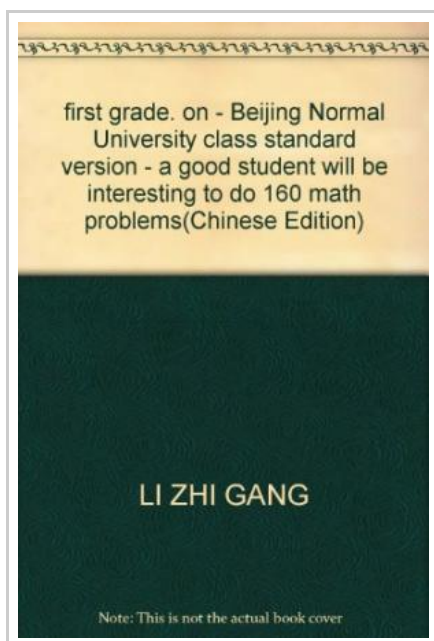 first grade. on - Beijing Normal
University class standard
version - a good student will be
interesting to do 160 math
problems(Chinese Edition)
LI ZHI GANG
Note: This is not the actual book cover